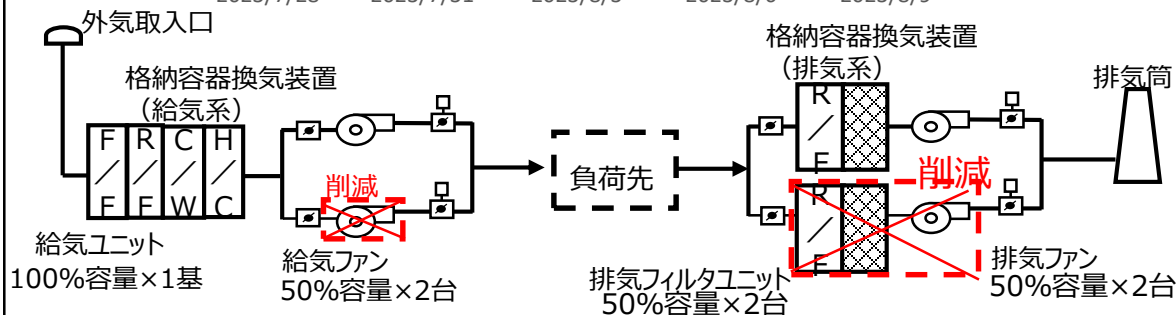 外気取入口
格納容器換気装置
（給気系）
F/F
R/F
C/W
H/C
削減
給気ユニット
100%容量×1基
給気ファン
50%容量×2台
負荷先
格納容器換気装置
（排気系）
R/F
削減
R/F
排気フィルタユニット
50%容量×2台
排気ファン
50%容量×2台
排気筒